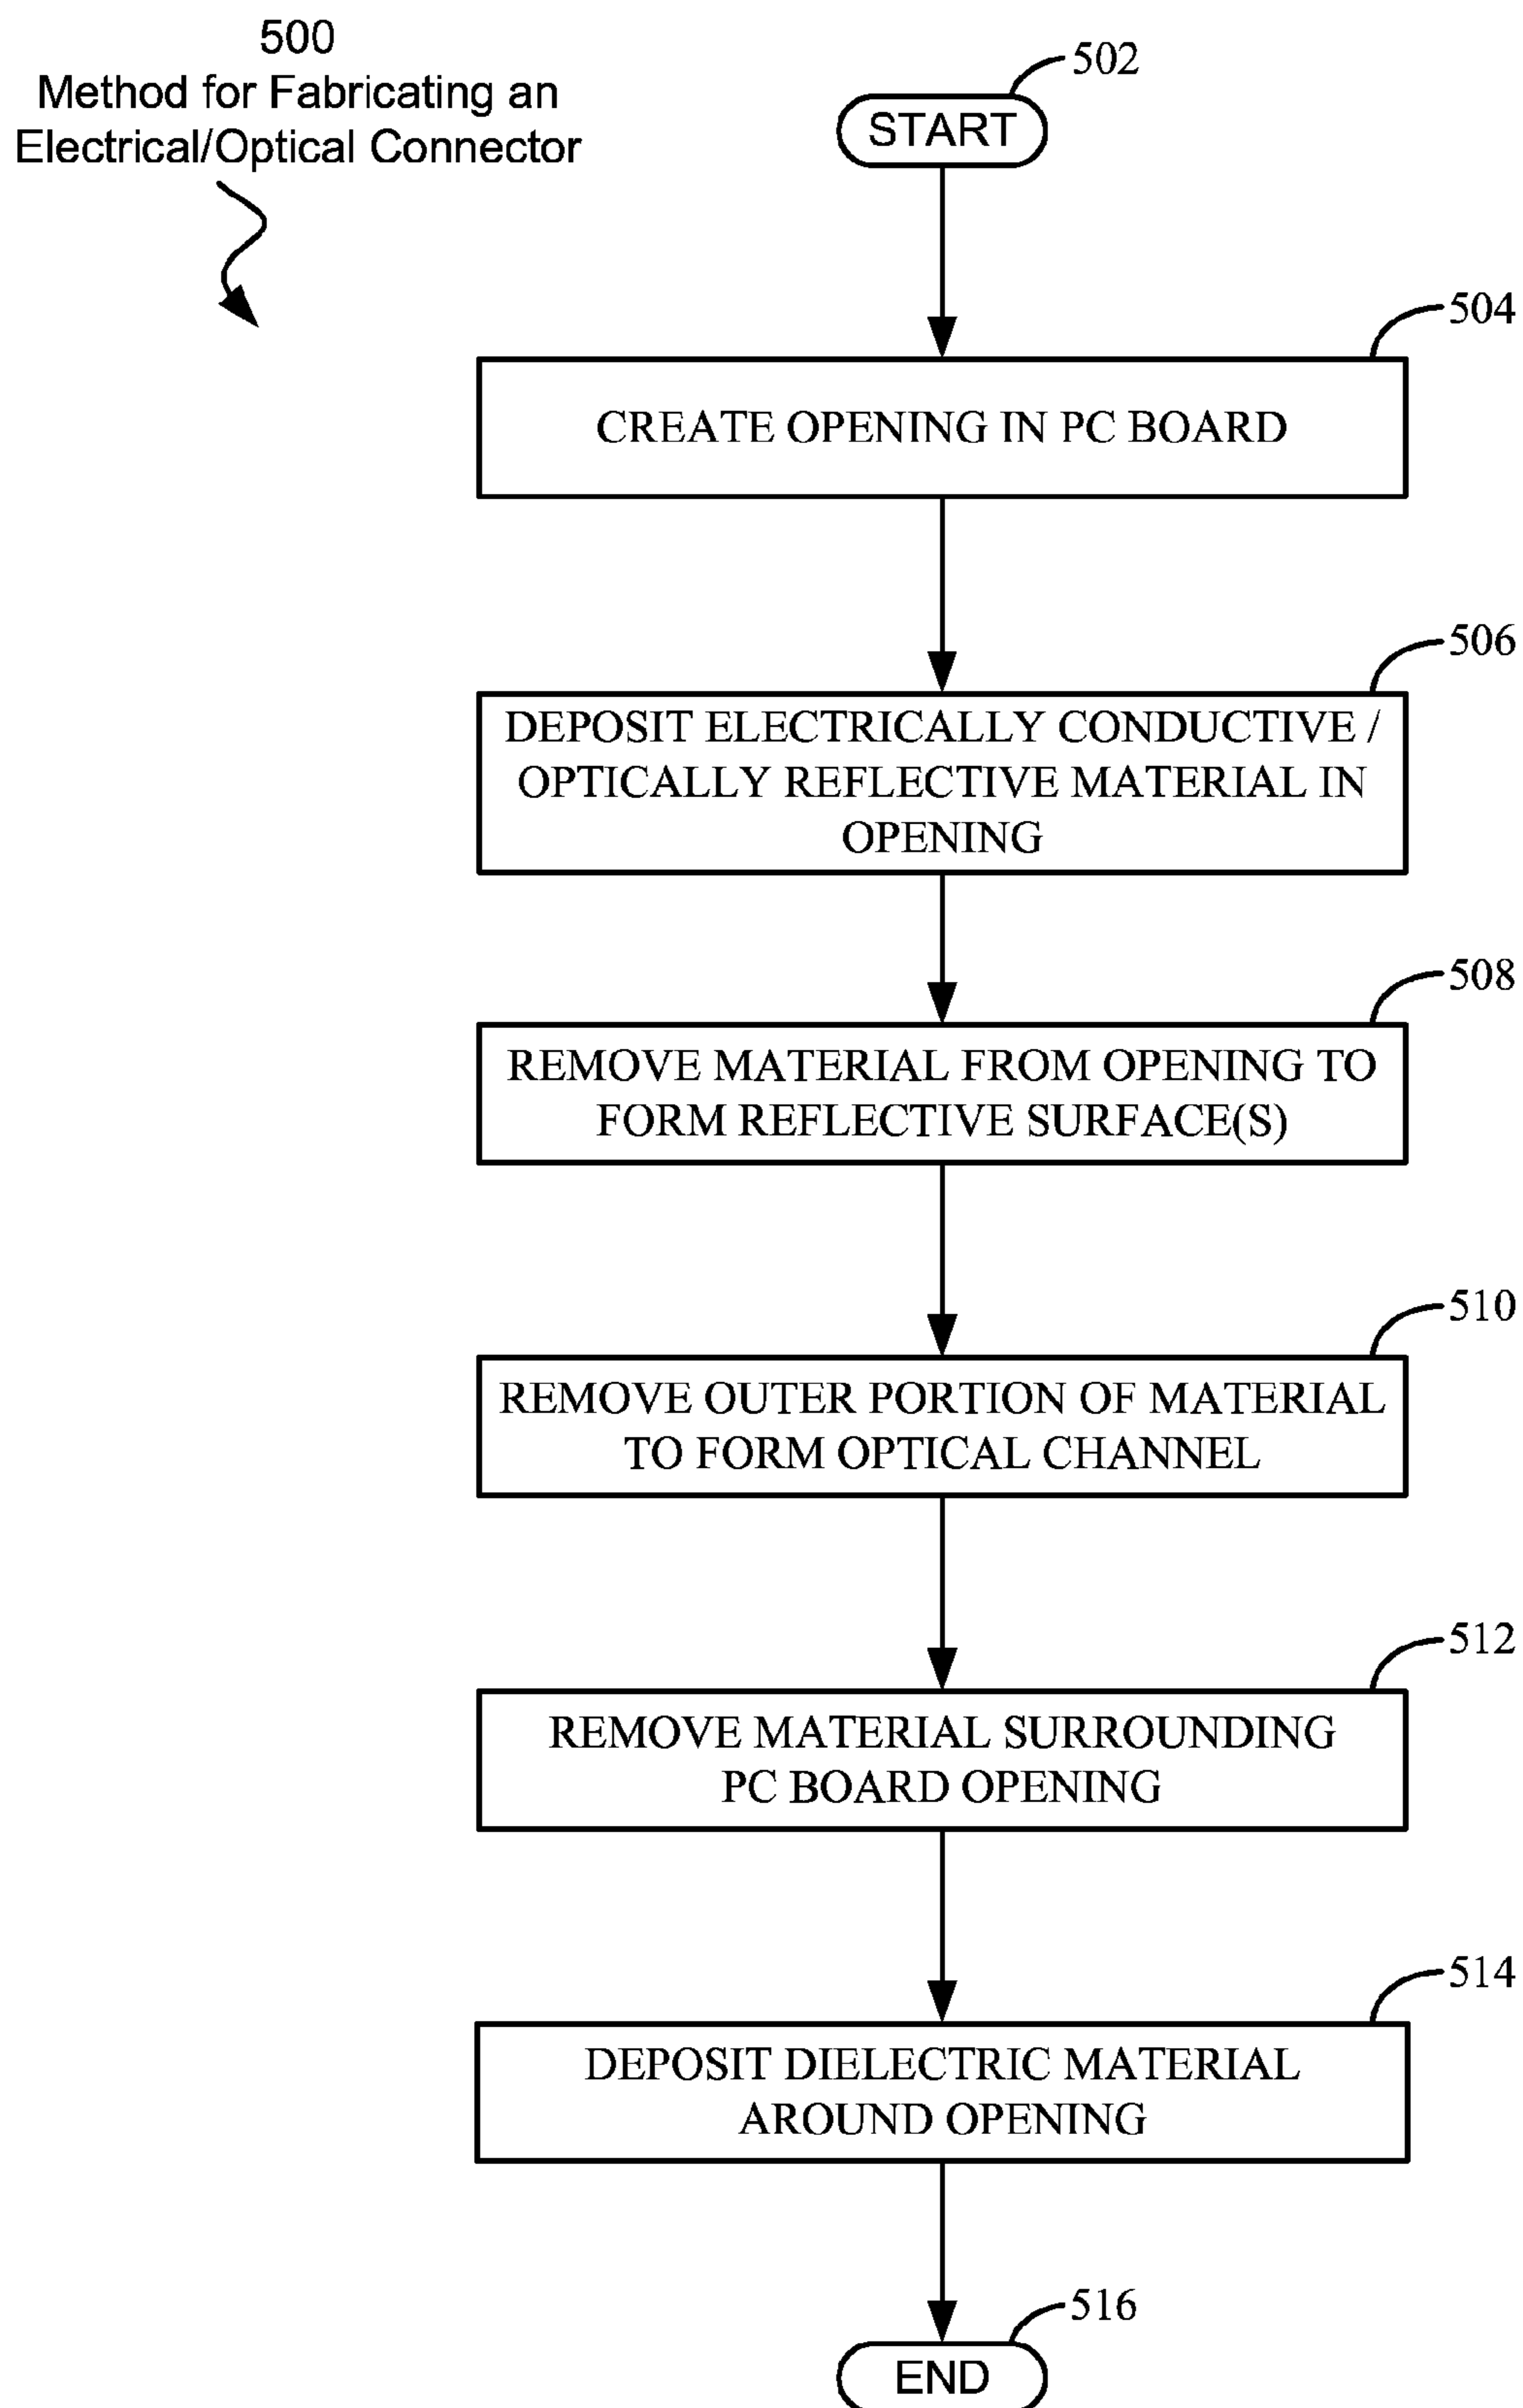 500
Method for Fabricating an
Electrical/Optical Connector
502
START
504
CREATE OPENING IN PC BOARD
506
DEPOSIT ELECTRICALLY CONDUCTIVE /
OPTICALLY REFLECTIVE MATERIAL IN
OPENING
508
REMOVE MATERIAL FROM OPENING TO
FORM REFLECTIVE SURFACE(S)
510
REMOVE OUTER PORTION OF MATERIAL
TO FORM OPTICAL CHANNEL
512
REMOVE MATERIAL SURROUNDING
PC BOARD OPENING
514
DEPOSIT DIELECTRIC MATERIAL
AROUND OPENING
516
END